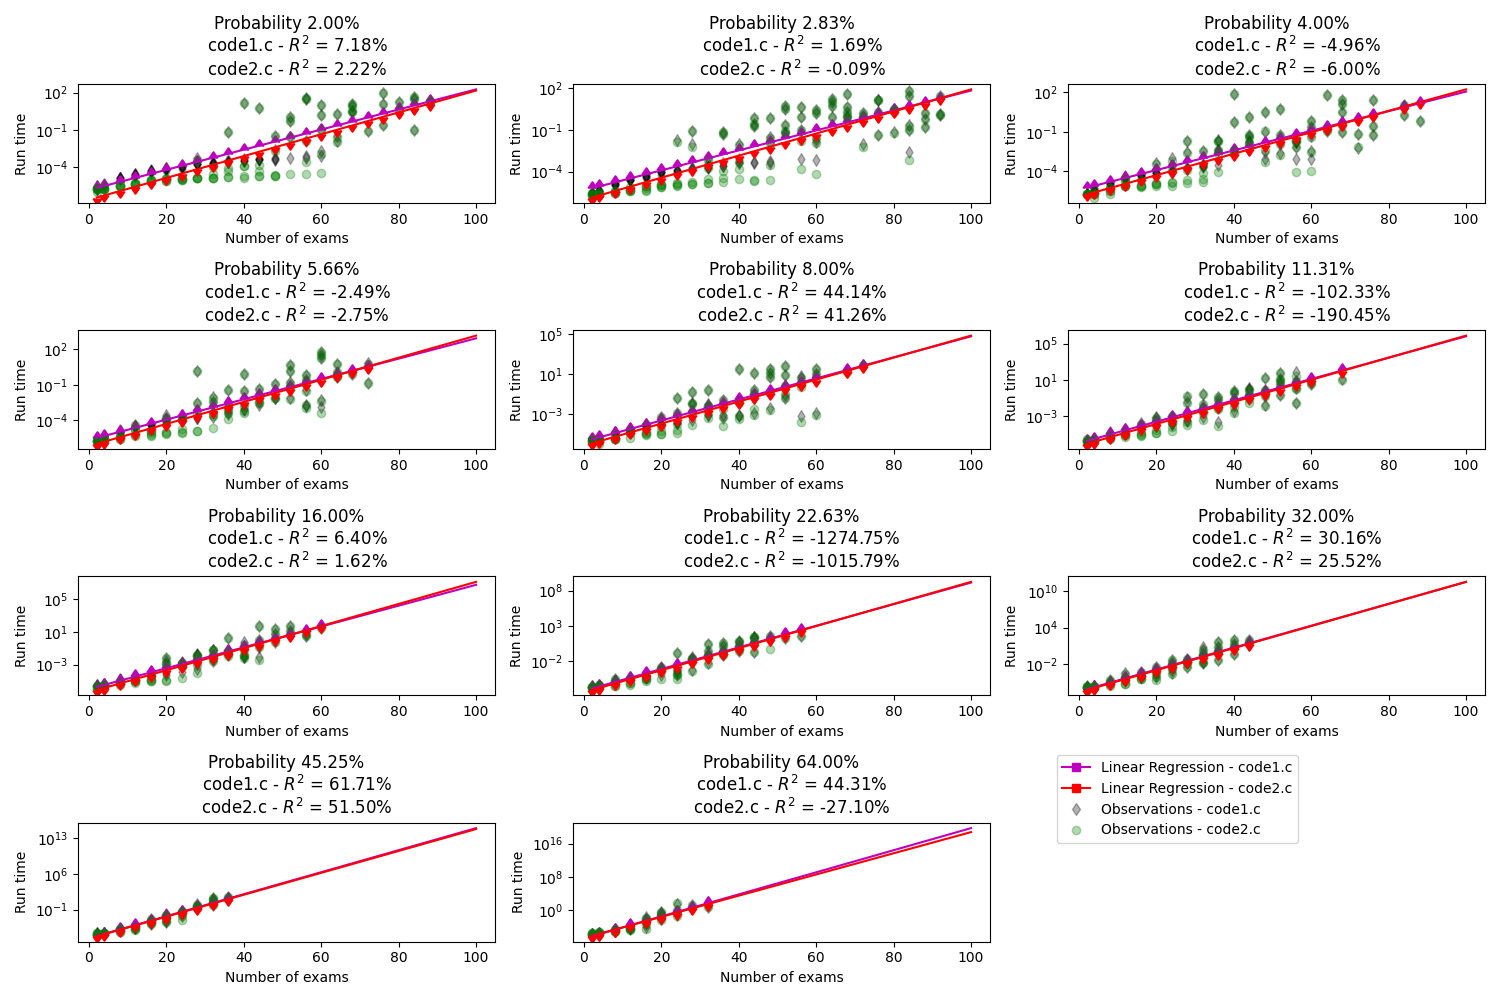 Probability 2.00%
code1.c - R² = 7.18%
code2.c - R² = 2.22%
Run time
10²
10⁻¹
10⁻⁴
0 20 40 60 80 100
Number of exams
Probability 2.83%
code1.c - R² = 1.69%
code2.c - R² = -0.09%
Run time
10²
10⁻¹
10⁻⁴
0 20 40 60 80 100
Number of exams
Probability 4.00%
code1.c - R² = -4.96%
code2.c - R² = -6.00%
Run time
10²
10⁻¹
10⁻⁴
0 20 40 60 80 100
Number of exams
Probability 5.66%
code1.c - R² = -2.49%
code2.c - R² = -2.75%
Run time
10²
10⁻¹
10⁻⁴
0 20 40 60 80 100
Number of exams
Probability 8.00%
code1.c - R² = 44.14%
code2.c - R² = 41.26%
Run time
10⁵
10¹
10⁻³
0 20 40 60 80 100
Number of exams
Probability 11.31%
code1.c - R² = -102.33%
code2.c - R² = -190.45%
Run time
10⁵
10¹
10⁻³
0 20 40 60 80 100
Number of exams
Probability 16.00%
code1.c - R² = 6.40%
code2.c - R² = 1.62%
Run time
10⁵
10¹
10⁻³
0 20 40 60 80 100
Number of exams
Probability 22.63%
code1.c - R² = -1274.75%
code2.c - R² = -1015.79%
Run time
10⁸
10³
10⁻²
0 20 40 60 80 100
Number of exams
Probability 32.00%
code1.c - R² = 30.16%
code2.c - R² = 25.52%
Run time
10¹⁰
10⁴
10⁻²
0 20 40 60 80 100
Number of exams
Probability 45.25%
code1.c - R² = 61.71%
code2.c - R² = 51.50%
Run time
10¹³
10⁶
10⁻¹
0 20 40 60 80 100
Number of exams
Probability 64.00%
code1.c - R² = 44.31%
code2.c - R² = -27.10%
Run time
10¹⁶
10⁸
10⁰
0 20 40 60 80 100
Number of exams
Linear Regression - code1.c
Linear Regression - code2.c
Observations - code1.c
Observations - code2.c